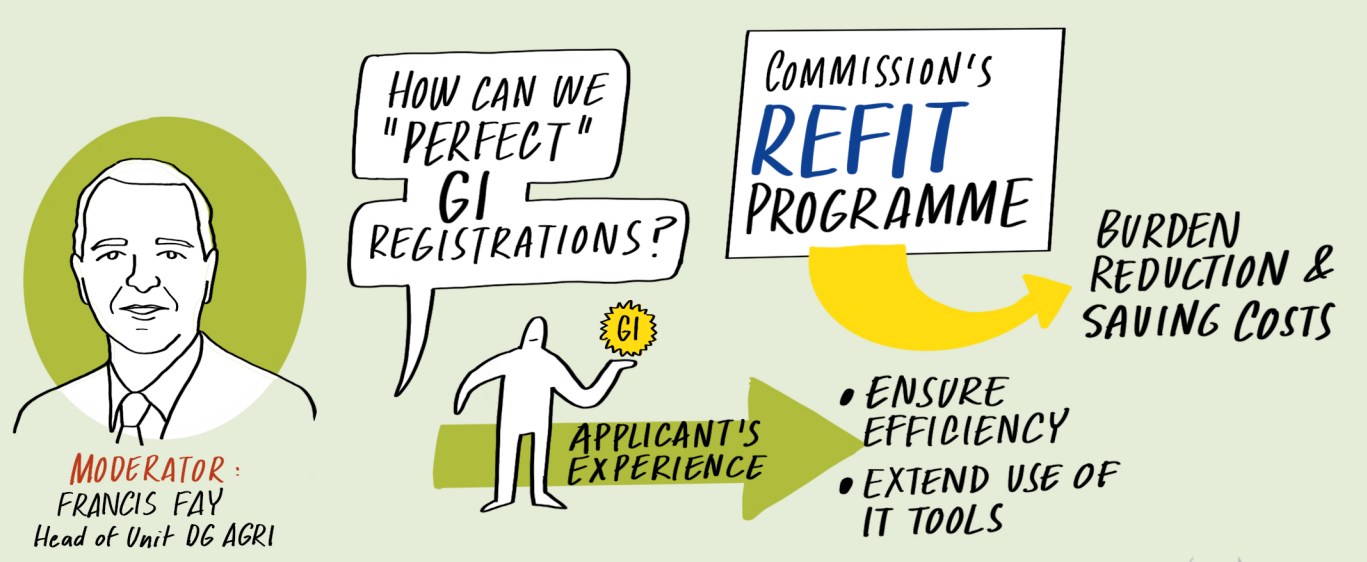 HOW CAN WE
"PERFECT"
GI
REGISTRATIONS?
COMMISSION'S
REFIT
PROGRAMME
BURDEN
REDUCTION &
SAVING COSTS
GI
APPLICANT'S
EXPERIENCE
• ENSURE
EFFICIENCY
• EXTEND USE OF
IT TOOLS
MODERATOR:
FRANCIS FAY
Head of Unit DG AGRI